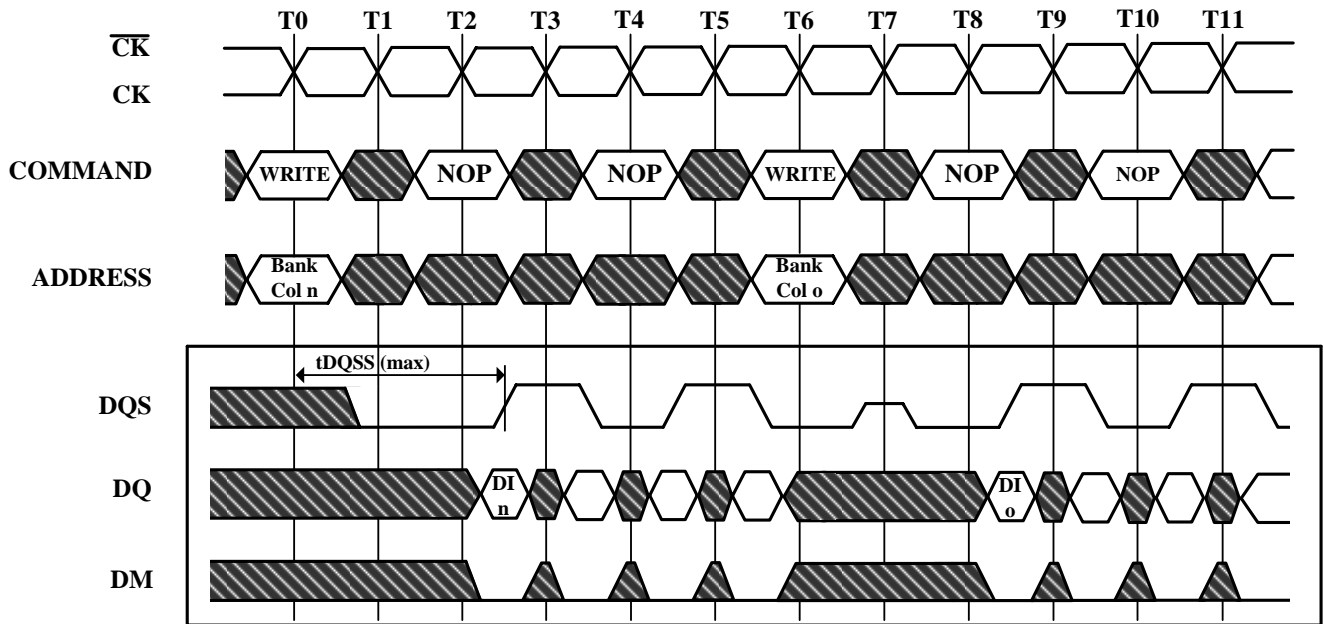 T0 T1 T2 T3 T4 T5 T6 T7 T8 T9 T10 T11
CK
CK
COMMAND WRITE NOP NOP WRITE NOP NOP
ADDRESS Bank Col n Bank Col o
tDQSS (max)
DQS
DQ DI n DI o
DM